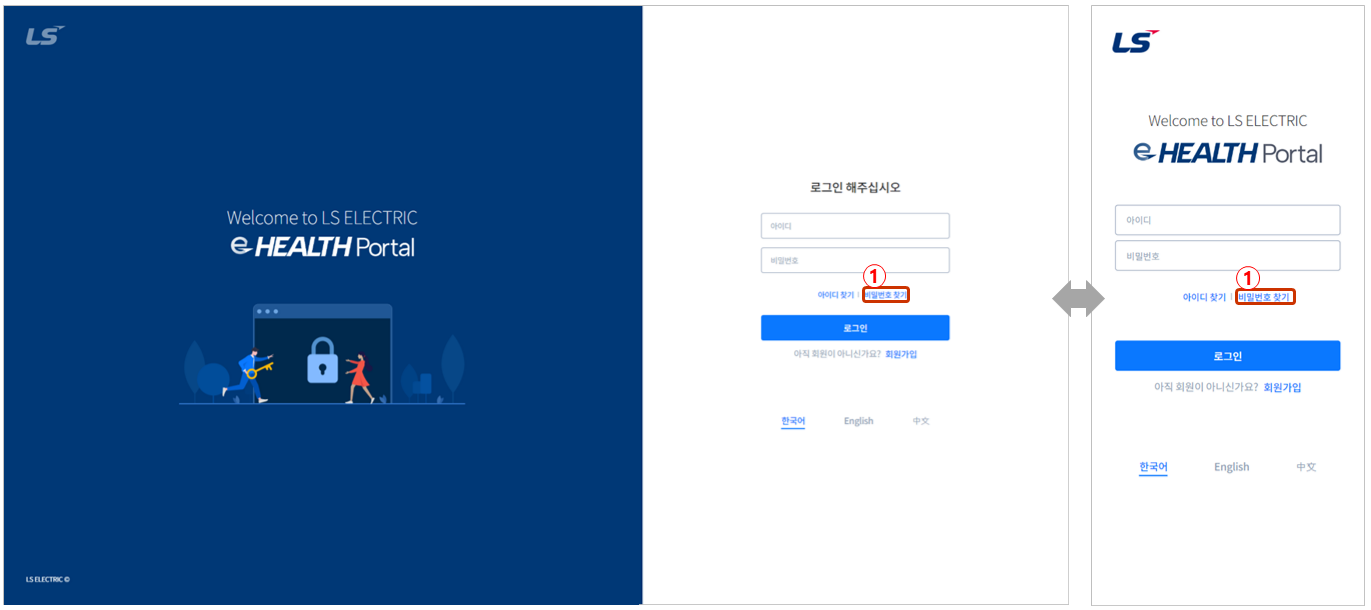 LS
Welcome to LS ELECTRIC
e HEALTH Portal
LS ELECTRIC ©
로그인 해주십시오
아이디
비밀번호
①
아이디 찾기 | 비밀번호 찾기
로그인
아직 회원이 아니신가요? 회원가입
한국어 English 中文
LS
Welcome to LS ELECTRIC
e HEALTH Portal
아이디
비밀번호
①
아이디 찾기 | 비밀번호 찾기
로그인
아직 회원이 아니신가요? 회원가입
한국어 English 中文